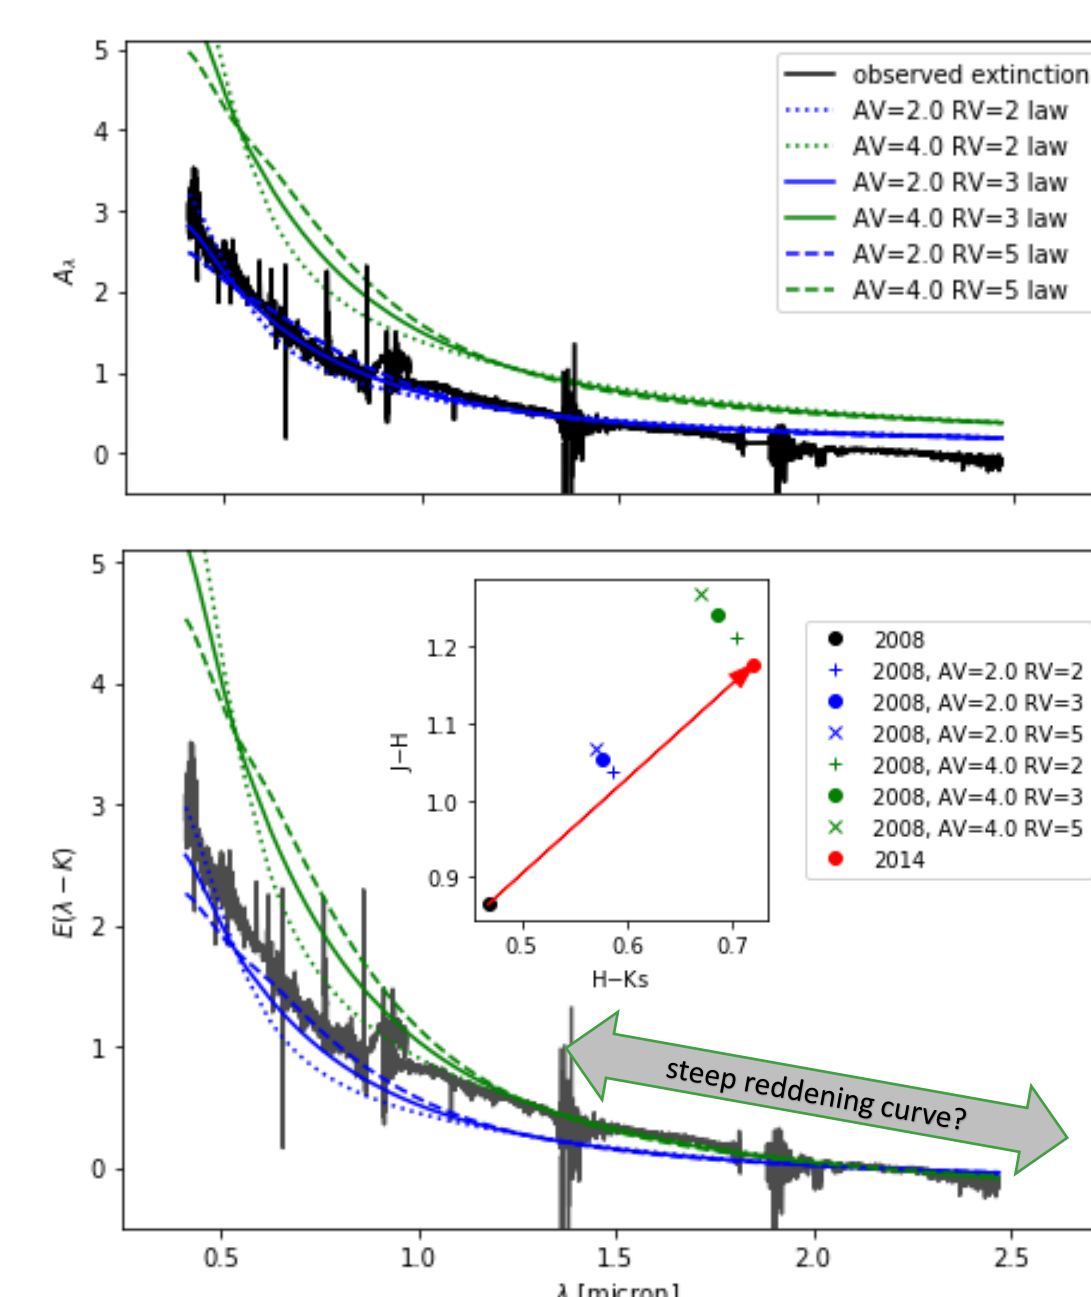 5
4
3
2
1
0
Aλ
observed extinction
AV=2.0 RV=2 law
AV=4.0 RV=2 law
AV=2.0 RV=3 law
AV=4.0 RV=3 law
AV=2.0 RV=5 law
AV=4.0 RV=5 law
5
4
3
2
1
0
E(λ − K)
1.2
1.1
1.0
0.9
J−H
0.5 0.6 0.7
H−Ks
2008
2008, AV=2.0 RV=2
2008, AV=2.0 RV=3
2008, AV=2.0 RV=5
2008, AV=4.0 RV=2
2008, AV=4.0 RV=3
2008, AV=4.0 RV=5
2014
steep reddening curve?
0.5 1.0 1.5 2.0 2.5
λ [micron]